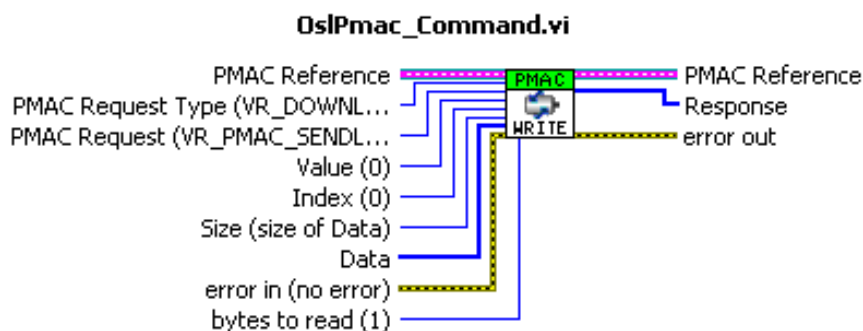 OslPmac_Command.vi
PMAC Reference
PMAC
PMAC Reference
PMAC Request Type (VR_DOWNL...
Response
PMAC Request (VR_PMAC_SENDL...
WRITE
error out
Value (0)
Index (0)
Size (size of Data)
Data
error in (no error)
bytes to read (1)